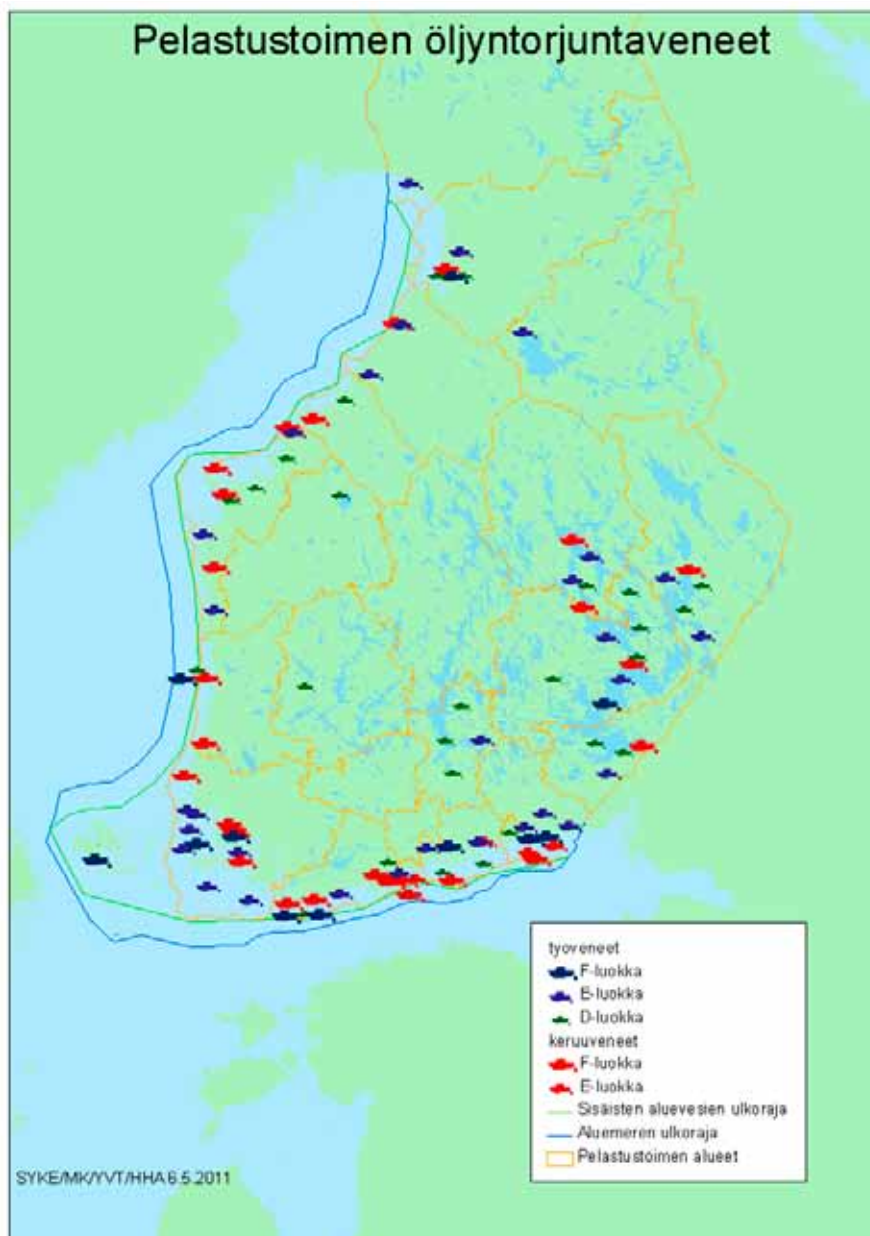 Pelastustoimen öljyntorjuntaveneet
työveneet
F-luokka
E-luokka
D-luokka
keruuveneet
F-luokka
E-luokka
Sisäisten aluevesien ulkoraja
Aluemeren ulkoraja
Pelastustoimen alueet
SYKE/MK/YVT/HHA 6.5.2011